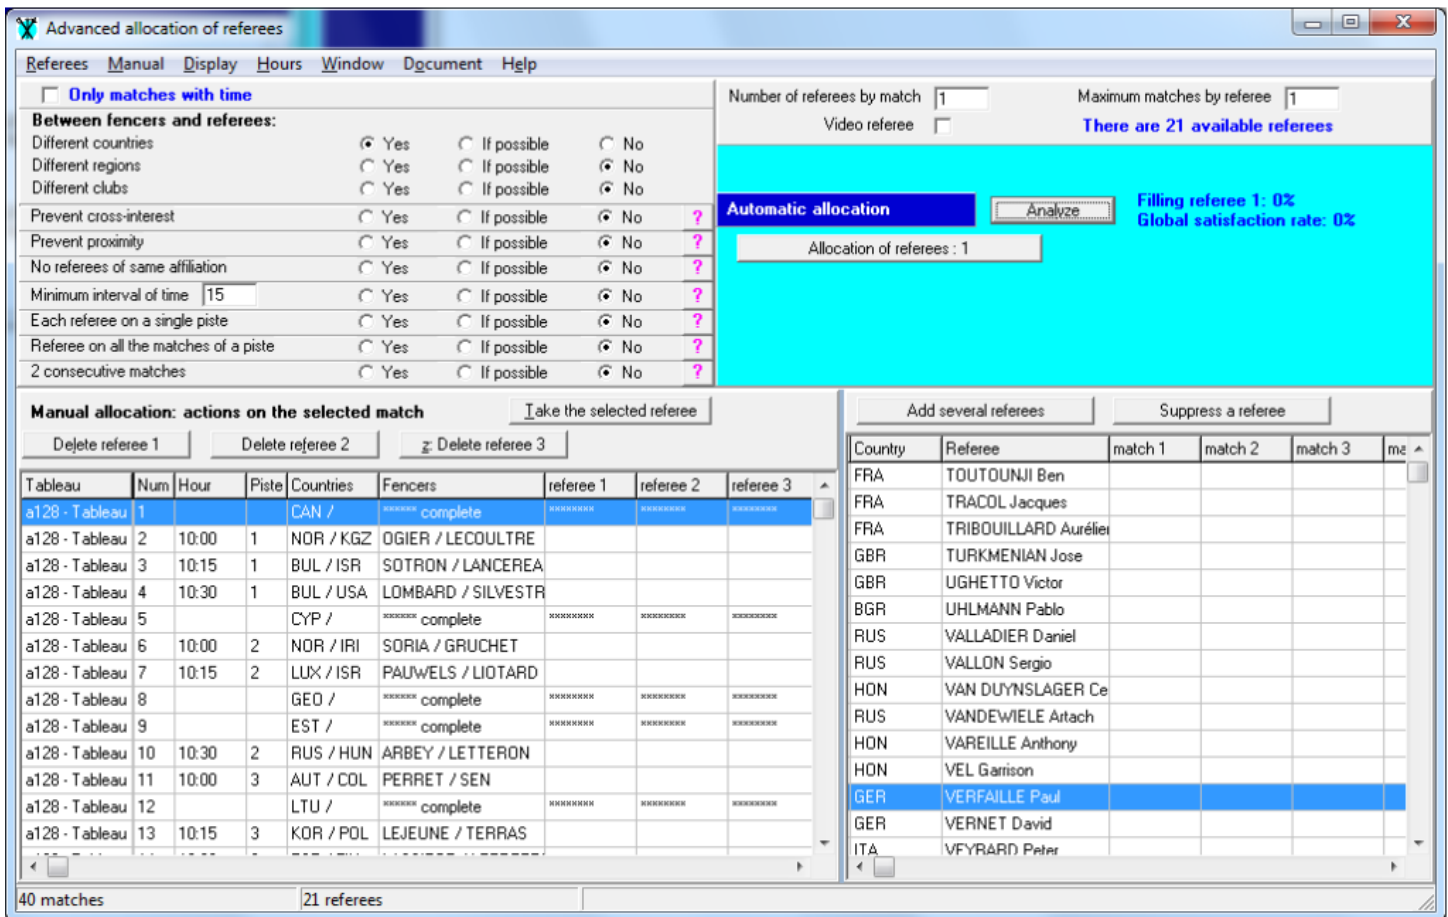 Advanced allocation of referees
Referees Manual Display Hours Window Document Help
Only matches with time
Between fencers and referees:
Different countries Yes If possible No
Different regions Yes If possible No
Different clubs Yes If possible No
Prevent cross-interest Yes If possible No ?
Prevent proximity Yes If possible No ?
No referees of same affiliation Yes If possible No ?
Minimum interval of time 15 Yes If possible No ?
Each referee on a single piste Yes If possible No ?
Referee on all the matches of a piste Yes If possible No ?
2 consecutive matches Yes If possible No ?
Number of referees by match 1 Maximum matches by referee 1
Video referee There are 21 available referees
Automatic allocation Analyze Filling referee 1: 0%
Global satisfaction rate: 0%
Allocation of referees : 1
Manual allocation: actions on the selected match Take the selected referee
Delete referee 1 Delete referee 2 z: Delete referee 3
Tableau Num Hour Piste Countries Fencers referee 1 referee 2 referee 3
a128 - Tableau 1 CAN / ****** complete ******** ******** ********
a128 - Tableau 2 10:00 1 NOR / KGZ OGIER / LECOULTRE
a128 - Tableau 3 10:15 1 BUL / ISR SOTRON / LANCEREA
a128 - Tableau 4 10:30 1 BUL / USA LOMBARD / SILVESTR
a128 - Tableau 5 CYP / ****** complete ******** ******** ********
a128 - Tableau 6 10:00 2 NOR / IRI SORIA / GRUCHET
a128 - Tableau 7 10:15 2 LUX / ISR PAUWELS / LIOTARD
a128 - Tableau 8 GEO / ****** complete ******** ******** ********
a128 - Tableau 9 EST / ****** complete ******** ******** ********
a128 - Tableau 10 10:30 2 RUS / HUN ARBEY / LETTERON
a128 - Tableau 11 10:00 3 AUT / COL PERRET / SEN
a128 - Tableau 12 LTU / ****** complete ******** ******** ********
a128 - Tableau 13 10:15 3 KOR / POL LEJEUNE / TERRAS
Add several referees Suppress a referee
Country Referee match 1 match 2 match 3 ma
FRA TOUTOUNJI Ben
FRA TRACOL Jacques
FRA TRIBOUILLARD Aurélien
GBR TURKMENIAN Jose
GBR UGHETTO Victor
BGR UHLMANN Pablo
RUS VALLADIER Daniel
RUS VALLON Sergio
HON VAN DUYNSLAGER Ce
RUS VANDEWIELE Artach
HON VAREILLE Anthony
HON VEL Garrison
GER VERFAILLE Paul
GER VERNET David
ITA VEYRARD Peter
40 matches 21 referees